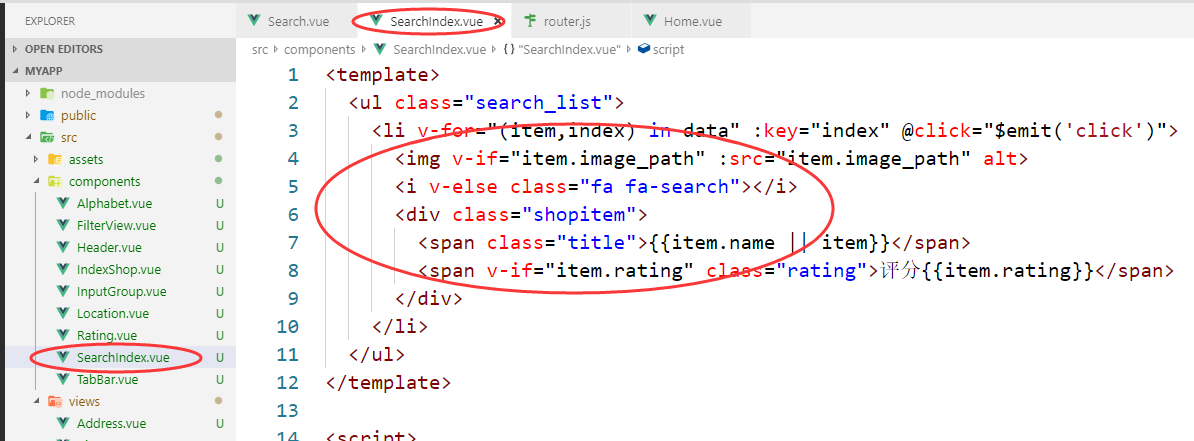 EXPLORER
OPEN EDITORS
MYAPP
node_modules
public
src
assets
components
Alphabet.vue U
FilterView.vue U
Header.vue U
IndexShop.vue U
InputGroup.vue U
Location.vue U
Rating.vue U
SearchIndex.vue U
TabBar.vue U
views
Address.vue U
Search.vue SearchIndex.vue router.js Home.vue
src components SearchIndex.vue {} "SearchIndex.vue" script
1 <template>
2 <ul class="search_list">
3 <li v-for="(item,index) in data" :key="index" @click="$emit('click')">
4 <img v-if="item.image_path" :src="item.image_path" alt>
5 <i v-else class="fa fa-search"></i>
6 <div class="shopitem">
7 <span class="title">{{item.name || item}}</span>
8 <span v-if="item.rating" class="rating">评分{{item.rating}}</span>
9 </div>
10 </li>
11 </ul>
12 </template>
13
14 <script>